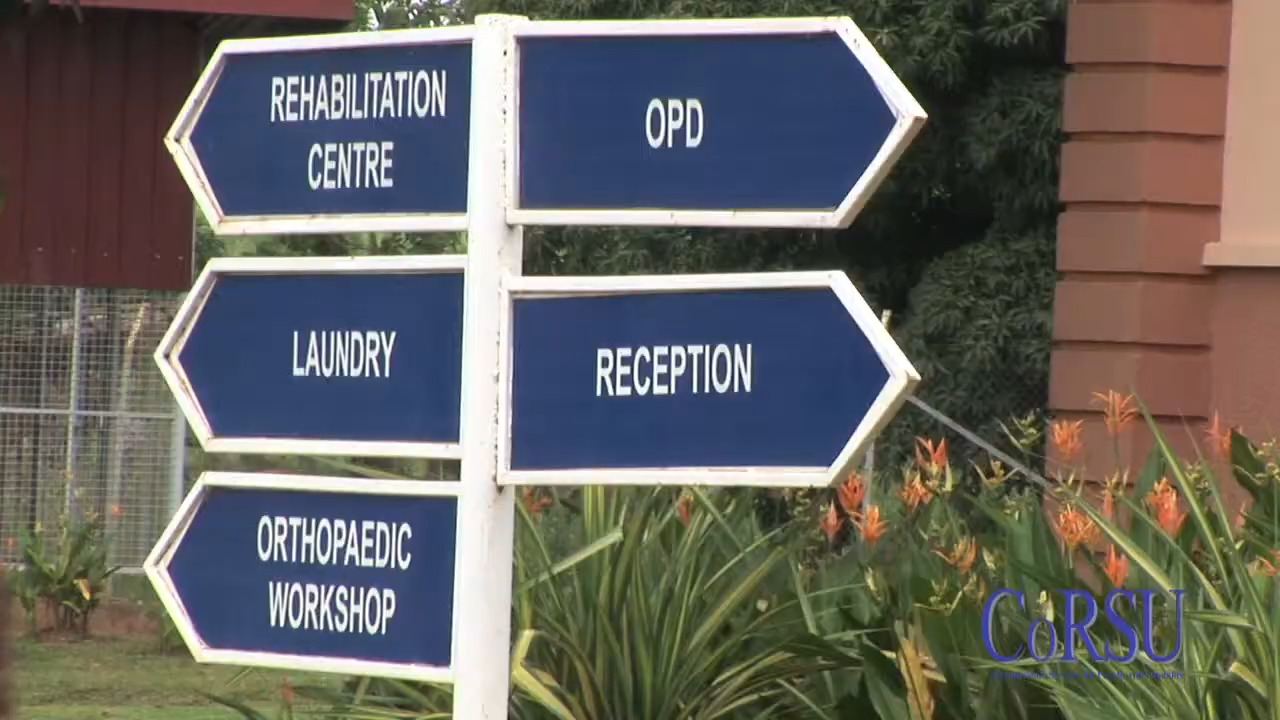 REHABILITATION
CENTRE
OPD
LAUNDRY
RECEPTION
ORTHOPAEDIC
WORKSHOP
CoRSU